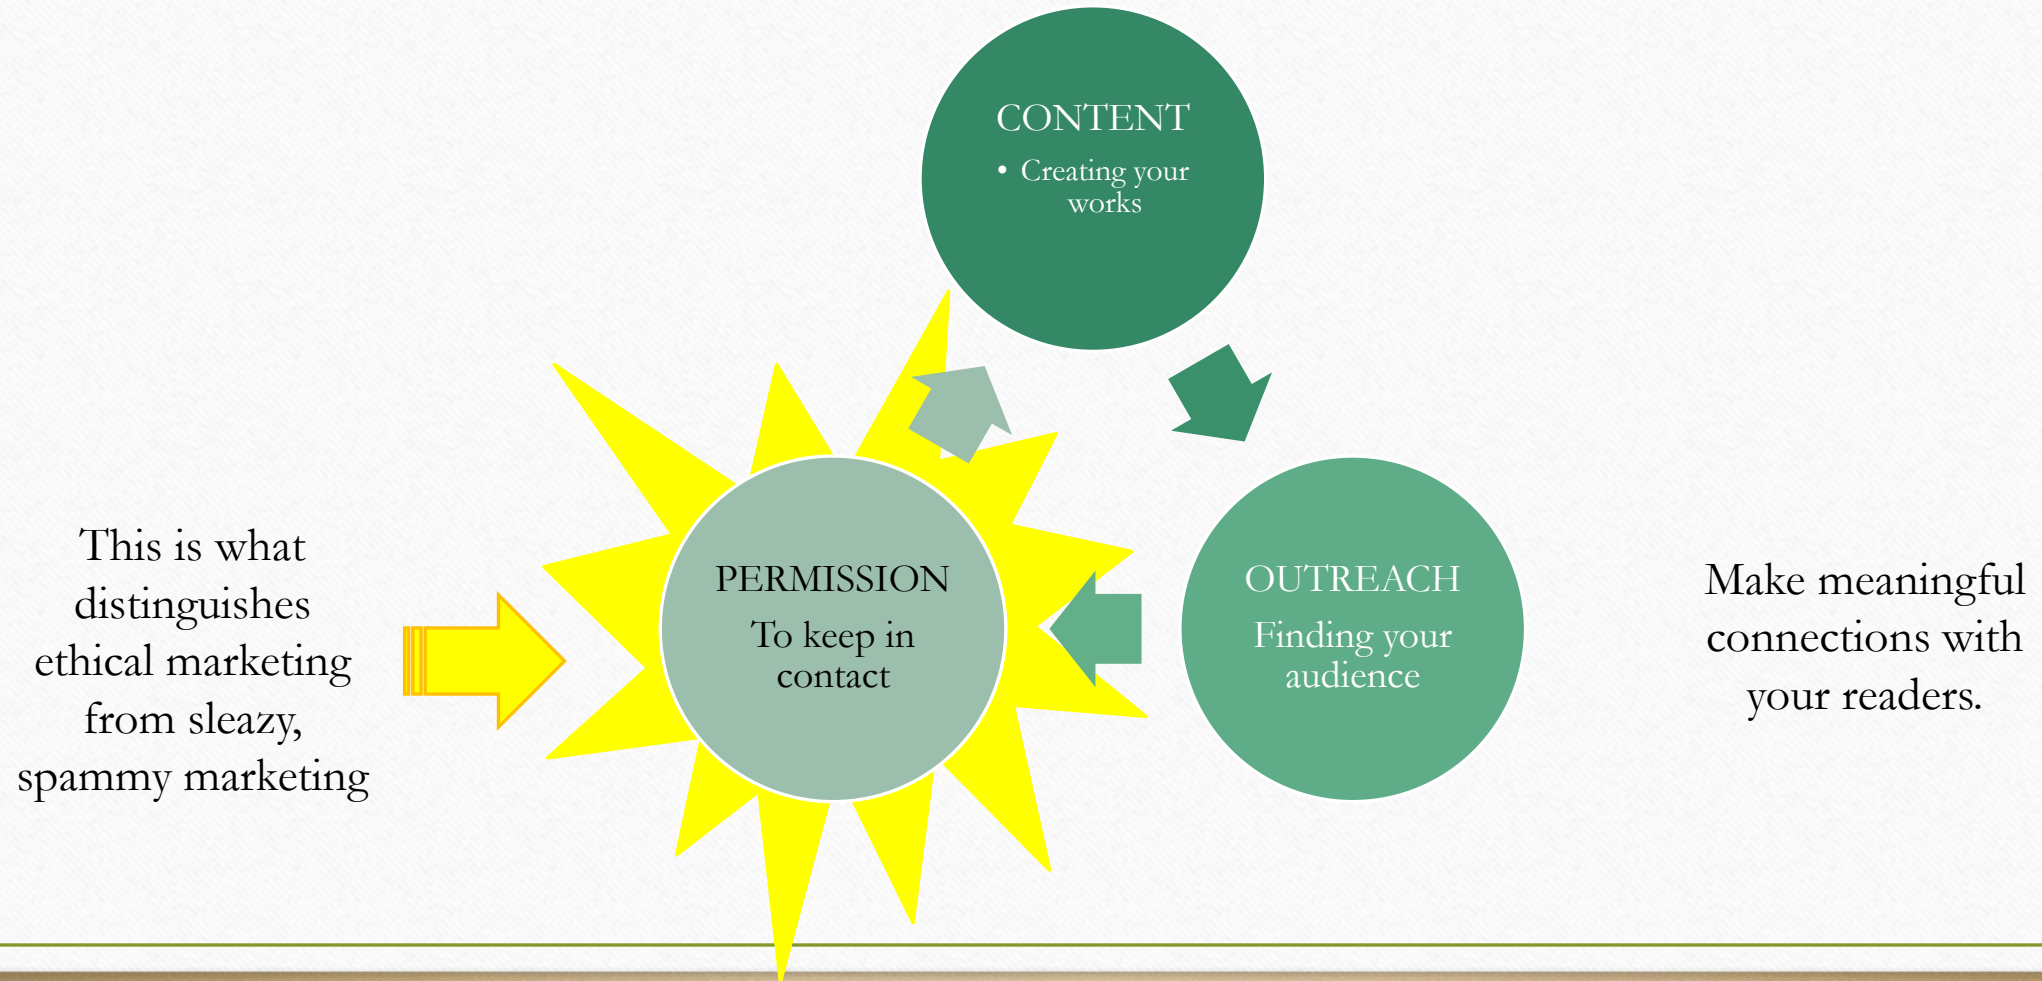 CONTENT
• Creating your
works
This is what
distinguishes
ethical marketing
from sleazy,
spammy marketing
PERMISSION
To keep in
contact
OUTREACH
Finding your
audience
Make meaningful
connections with
your readers.